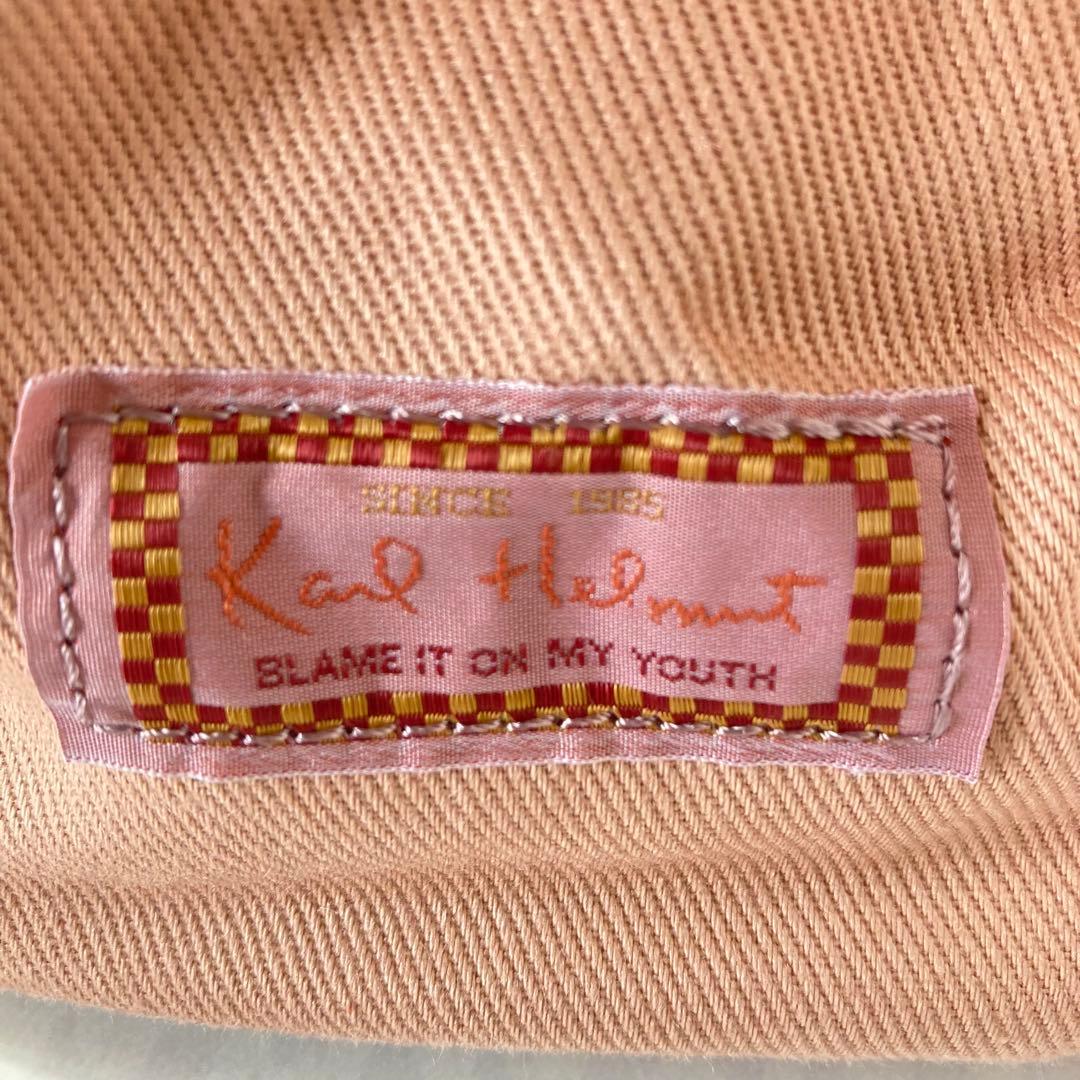 SINCE 1985
Karl Helmut
BLAME IT ON MY YOUTH